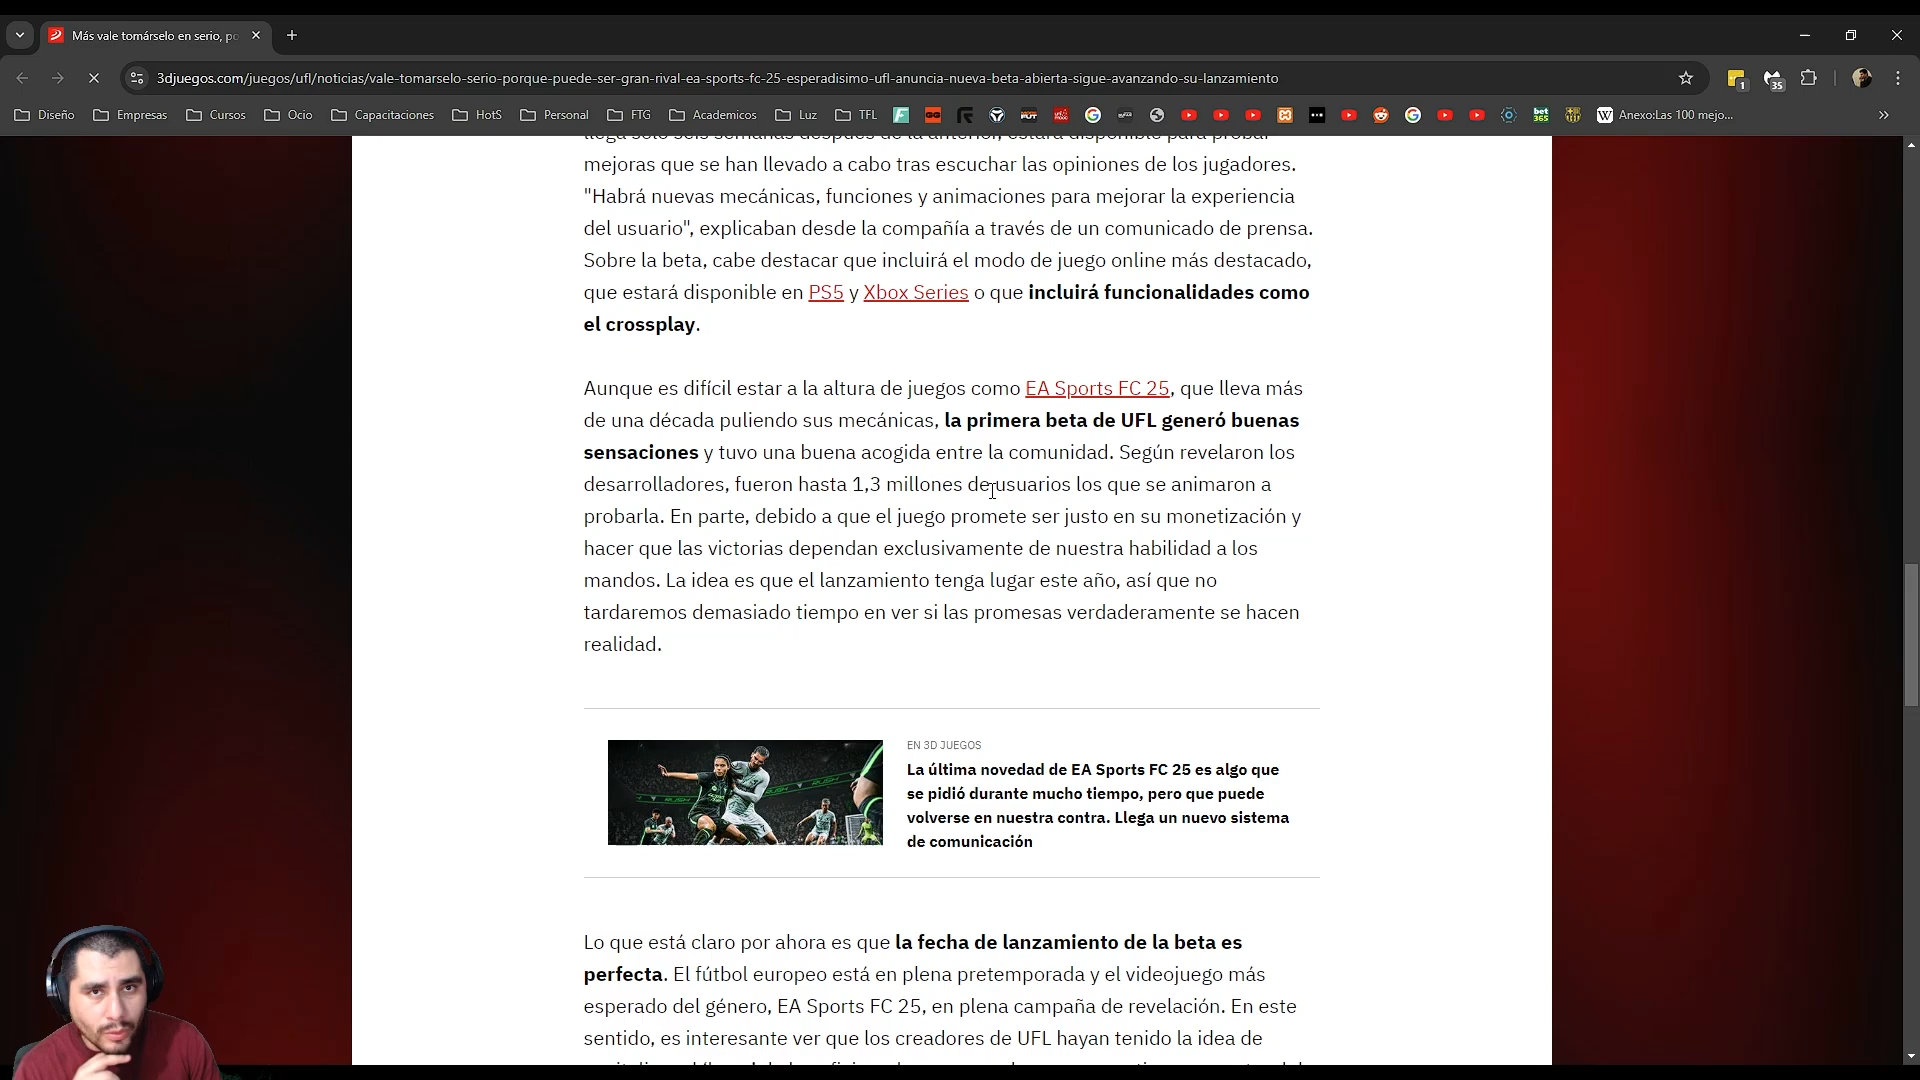 Más vale tomárselo en serio, po
3djuegos.com/juegos/ufl/noticias/vale-tomarselo-serio-porque-puede-ser-gran-rival-ea-sports-fc-25-esperadisimo-ufl-anuncia-nueva-beta-abierta-sigue-avanzando-su-lanzamiento
1
35
Diseño Empresas Cursos Ocio Capacitaciones HotS Personal FTG Academicos Luz TFL Anexo:Las 100 mejo...
bet365
llega solo seis semanas después de la anterior, estará disponible para probar
mejoras que se han llevado a cabo tras escuchar las opiniones de los jugadores.
"Habrá nuevas mecánicas, funciones y animaciones para mejorar la experiencia
del usuario", explicaban desde la compañía a través de un comunicado de prensa.
Sobre la beta, cabe destacar que incluirá el modo de juego online más destacado,
que estará disponible en PS5 y Xbox Series o que incluirá funcionalidades como
el crossplay.
Aunque es difícil estar a la altura de juegos como EA Sports FC 25, que lleva más
de una década puliendo sus mecánicas, la primera beta de UFL generó buenas
sensaciones y tuvo una buena acogida entre la comunidad. Según revelaron los
desarrolladores, fueron hasta 1,3 millones de usuarios los que se animaron a
probarla. En parte, debido a que el juego promete ser justo en su monetización y
hacer que las victorias dependan exclusivamente de nuestra habilidad a los
mandos. La idea es que el lanzamiento tenga lugar este año, así que no
tardaremos demasiado tiempo en ver si las promesas verdaderamente se hacen
realidad.
EN 3D JUEGOS
La última novedad de EA Sports FC 25 es algo que
se pidió durante mucho tiempo, pero que puede
volverse en nuestra contra. Llega un nuevo sistema
de comunicación
Lo que está claro por ahora es que la fecha de lanzamiento de la beta es
perfecta. El fútbol europeo está en plena pretemporada y el videojuego más
esperado del género, EA Sports FC 25, en plena campaña de revelación. En este
sentido, es interesante ver que los creadores de UFL hayan tenido la idea de